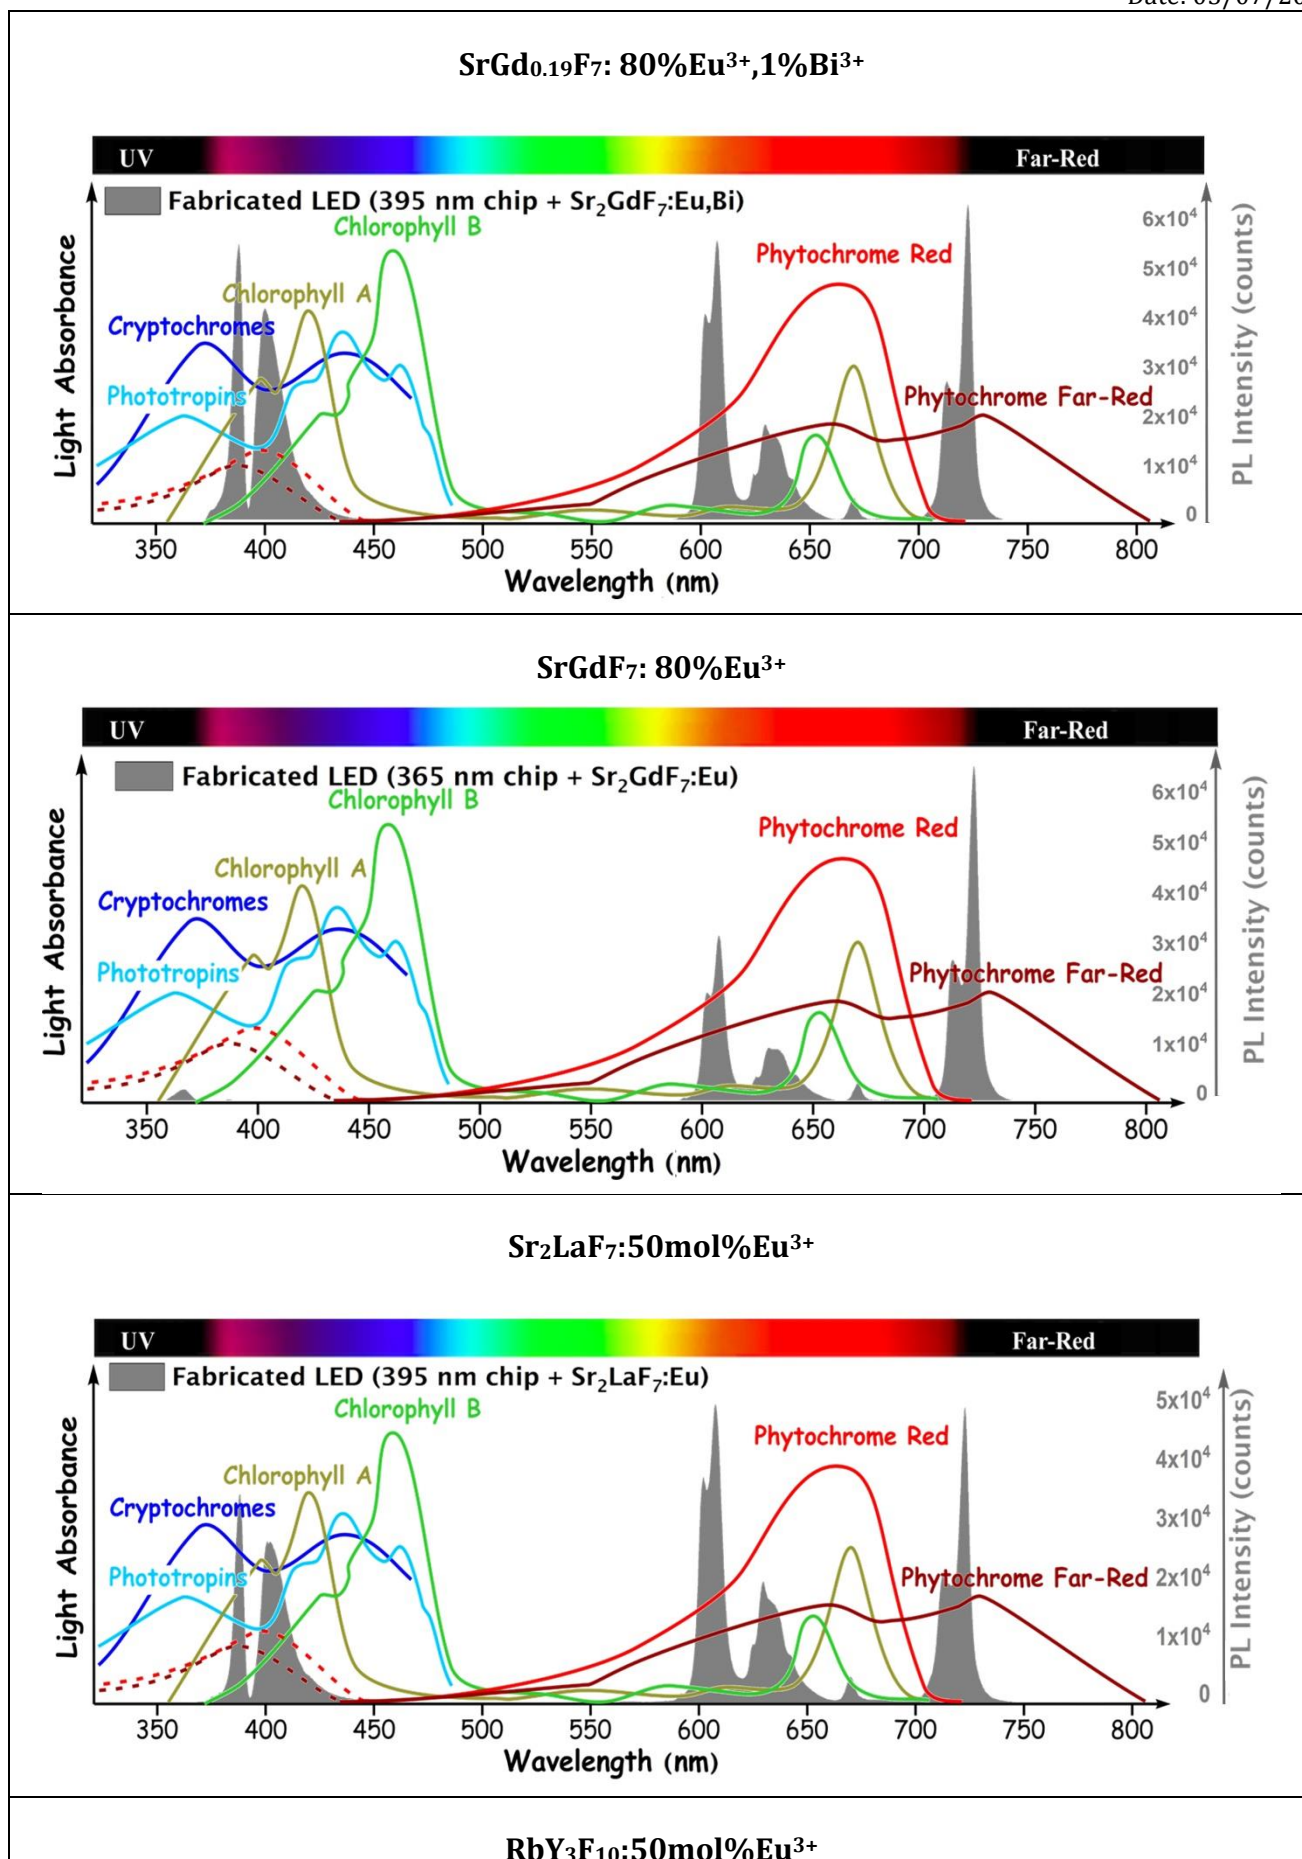 SrGd₀.₁₉F₇: 80%Eu³⁺,1%Bi³⁺
UV
Far-Red
Fabricated LED (395 nm chip + Sr₂GdF₇:Eu,Bi)
Chlorophyll B
Chlorophyll A
Cryptochromes
Phototropins
Phytochrome Red
Phytochrome Far-Red
Light Absorbance
PL Intensity (counts)
6x10⁴
5x10⁴
4x10⁴
3x10⁴
2x10⁴
1x10⁴
0
350 400 450 500 550 600 650 700 750 800
Wavelength (nm)
SrGdF₇: 80%Eu³⁺
UV
Far-Red
Fabricated LED (365 nm chip + Sr₂GdF₇:Eu)
Chlorophyll B
Chlorophyll A
Cryptochromes
Phototropins
Phytochrome Red
Phytochrome Far-Red
Light Absorbance
PL Intensity (counts)
6x10⁴
5x10⁴
4x10⁴
3x10⁴
2x10⁴
1x10⁴
0
350 400 450 500 550 600 650 700 750 800
Wavelength (nm)
Sr₂LaF₇:50mol%Eu³⁺
UV
Far-Red
Fabricated LED (395 nm chip + Sr₂LaF₇:Eu)
Chlorophyll B
Chlorophyll A
Cryptochromes
Phototropins
Phytochrome Red
Phytochrome Far-Red
Light Absorbance
PL Intensity (counts)
5x10⁴
4x10⁴
3x10⁴
2x10⁴
1x10⁴
0
350 400 450 500 550 600 650 700 750 800
Wavelength (nm)
RbY₃F₁₀:50mol%Eu³⁺